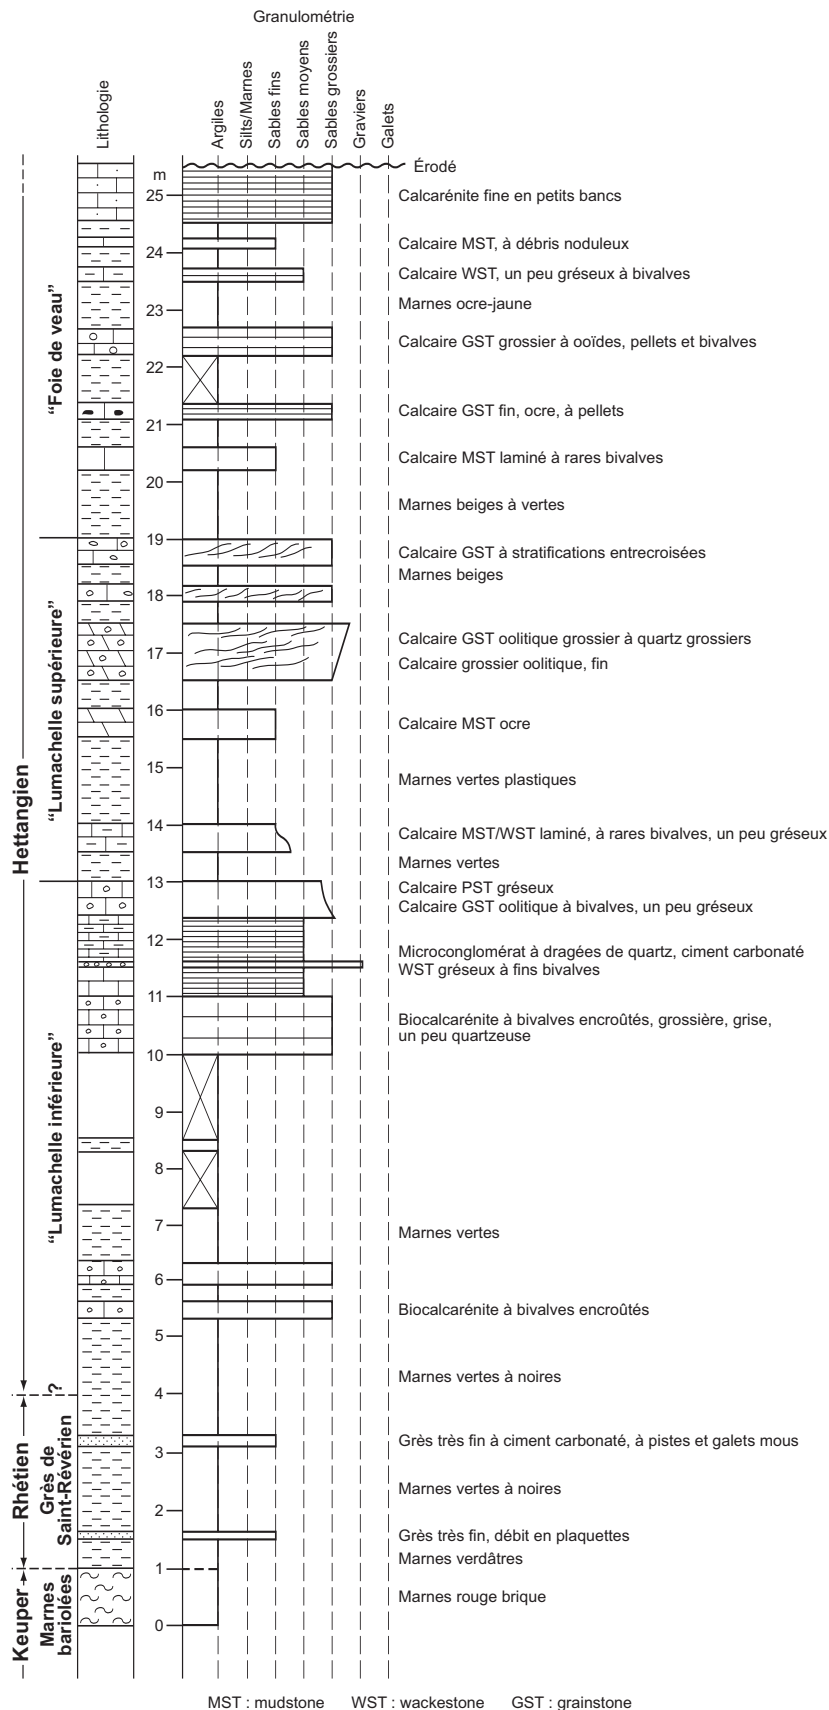 Granulométrie
Lithologie
Argiles
Silts/Marnes
Sables fins
Sables moyens
Sables grossiers
Graviers
Galets
m
Érodé
25
Calcarénite fine en petits bancs
Calcaire MST, à débris noduleux
24
Calcaire WST, un peu gréseux à bivalves
23
Marnes ocre-jaune
Calcaire GST grossier à ooïdes, pellets et bivalves
22
"Foie de veau"
Calcaire GST fin, ocre, à pellets
21
Calcaire MST laminé à rares bivalves
20
Marnes beiges à vertes
19
Calcaire GST à stratifications entrecroisées
Marnes beiges
18
Calcaire GST oolitique grossier à quartz grossiers
17
Calcaire grossier oolitique, fin
"Lumachelle supérieure"
16
Calcaire MST ocre
15
Marnes vertes plastiques
Hettangien
14
Calcaire MST/WST laminé, à rares bivalves, un peu gréseux
Marnes vertes
13
Calcaire PST gréseux
Calcaire GST oolitique à bivalves, un peu gréseux
12
Microconglomérat à dragées de quartz, ciment carbonaté
WST gréseux à fins bivalves
11
Biocalcarénite à bivalves encroûtés, grossière, grise,
un peu quartzeuse
10
"Lumachelle inférieure"
9
8
7
Marnes vertes
6
Biocalcarénite à bivalves encroûtés
5
Marnes vertes à noires
?
4
Grès très fin à ciment carbonaté, à pistes et galets mous
3
Rhétien
Grès de
Saint-Révérien
Marnes vertes à noires
2
Grès très fin, débit en plaquettes
Marnes verdâtres
1
Keuper
Marnes
bariolées
Marnes rouge brique
0
MST : mudstone WST : wackestone GST : grainstone